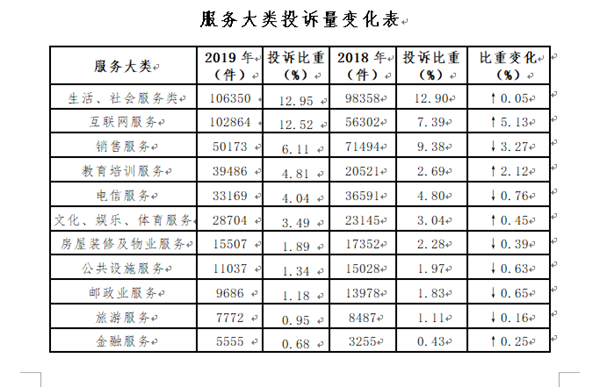 服务大类投诉量变化表
服务大类 2019年（件） 投诉比重（%） 2018年（件） 投诉比重（%） 比重变化（%）
生活、社会服务类 106350 12.95 98358 12.90 ↑0.05
互联网服务 102864 12.52 56302 7.39 ↑5.13
销售服务 50173 6.11 71494 9.38 ↓3.27
教育培训服务 39486 4.81 20521 2.69 ↑2.12
电信服务 33169 4.04 36591 4.80 ↓0.76
文化、娱乐、体育服务 28704 3.49 23145 3.04 ↑0.45
房屋装修及物业服务 15507 1.89 17352 2.28 ↓0.39
公共设施服务 11037 1.34 15028 1.97 ↓0.63
邮政业服务 9686 1.18 13978 1.83 ↓0.65
旅游服务 7772 0.95 8487 1.11 ↓0.16
金融服务 5555 0.68 3255 0.43 ↑0.25